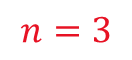 n = 3